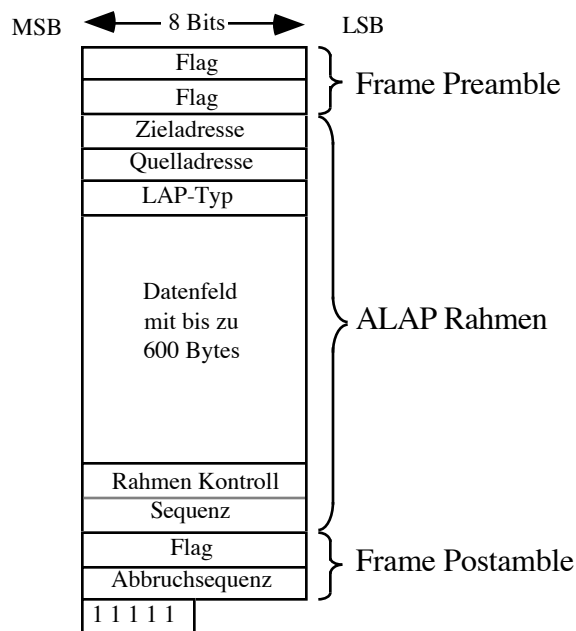 MSB 8 Bits LSB
Flag
Flag
Frame Preamble
Zieladresse
Quelladresse
LAP-Typ
Datenfeld
mit bis zu
600 Bytes
ALAP Rahmen
Rahmen Kontroll
Sequenz
Flag
Abbruchsequenz
Frame Postamble
1 1 1 1 1